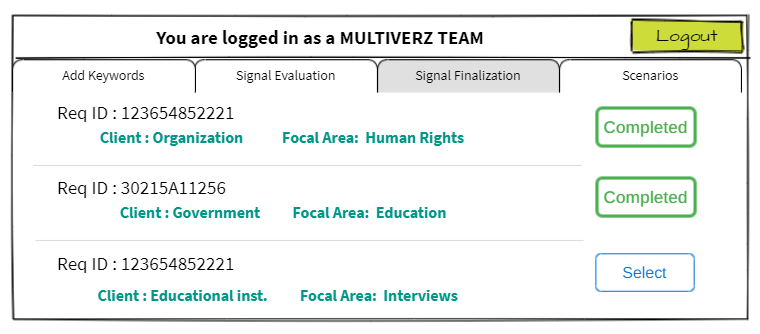 You are logged in as a MULTIVERZ TEAM Logout
Add Keywords Signal Evaluation Signal Finalization Scenarios
Req ID : 123654852221
Client : Organization Focal Area: Human Rights
Completed
Req ID : 30215A11256
Client : Government Focal Area: Education
Completed
Req ID : 123654852221
Client : Educational inst. Focal Area: Interviews
Select